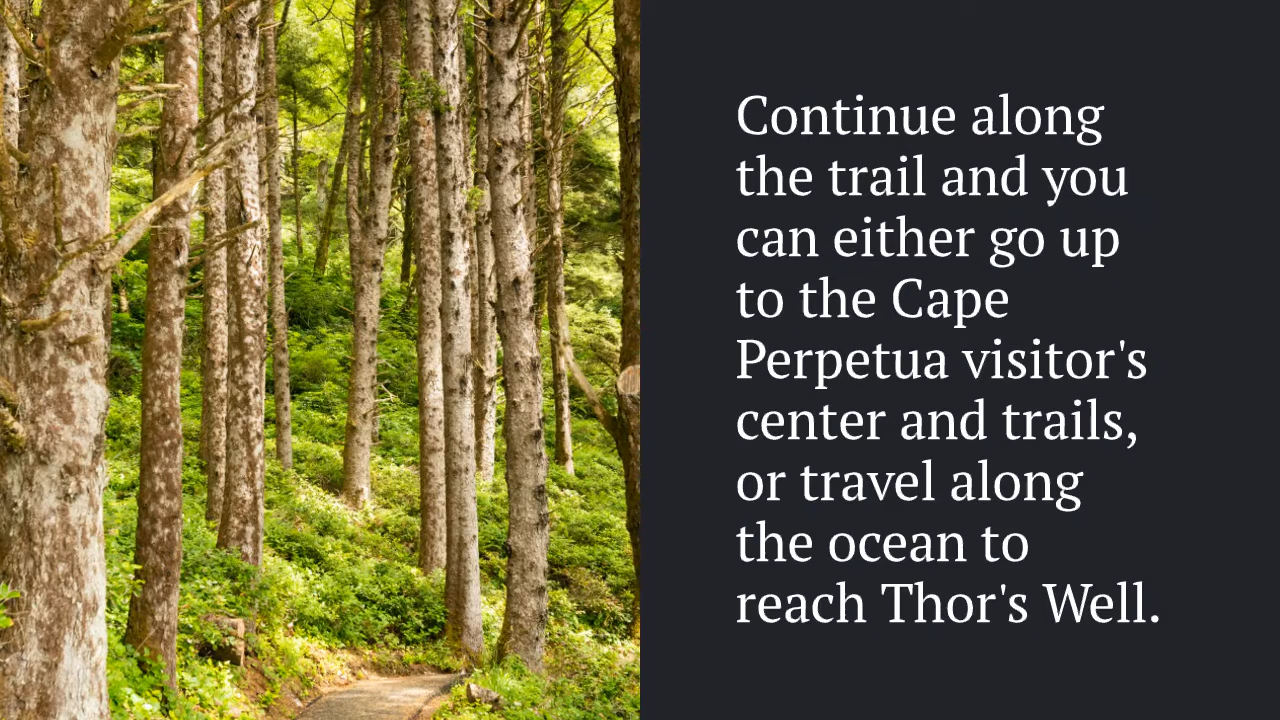 Continue along
the trail and you
can either go up
to the Cape
Perpetua visitor's
center and trails,
or travel along
the ocean to
reach Thor's Well.